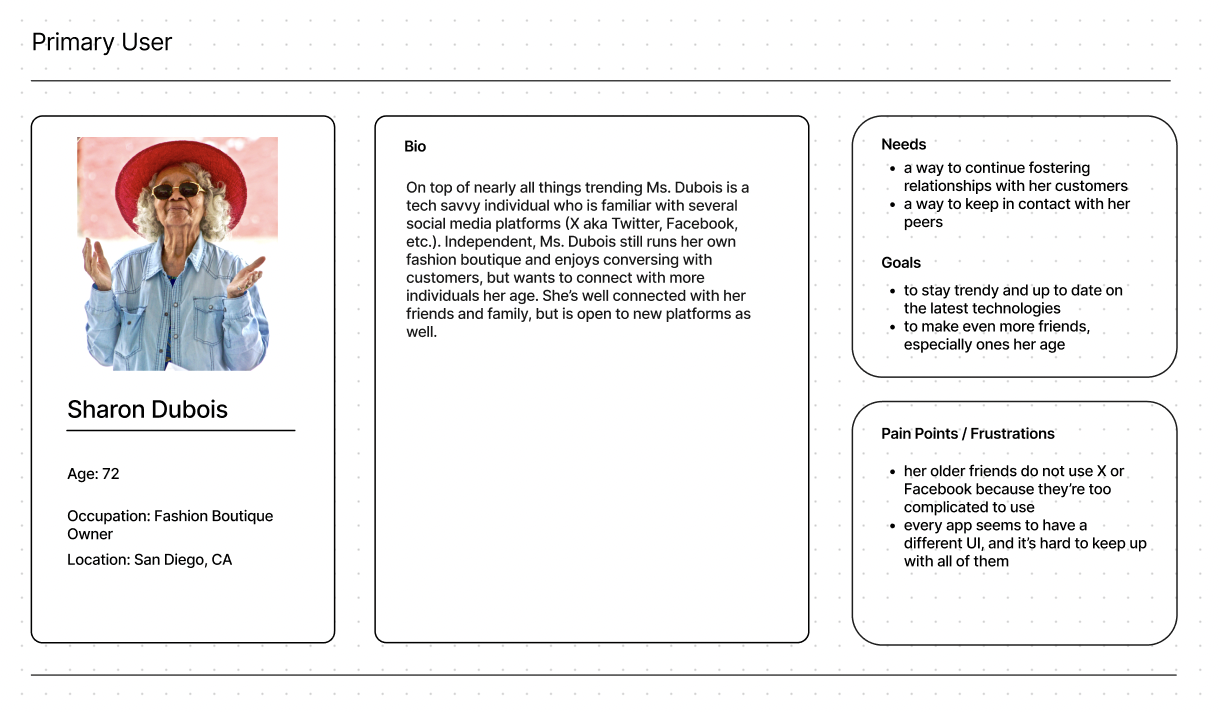 Primary User
Sharon Dubois
Age: 72
Occupation: Fashion Boutique
Owner
Location: San Diego, CA
Bio
On top of nearly all things trending Ms. Dubois is a
tech savvy individual who is familiar with several
social media platforms (X aka Twitter, Facebook,
etc.). Independent, Ms. Dubois still runs her own
fashion boutique and enjoys conversing with
customers, but wants to connect with more
individuals her age. She’s well connected with her
friends and family, but is open to new platforms as
well.
Needs
• a way to continue fostering
relationships with her customers
• a way to keep in contact with her
peers
Goals
• to stay trendy and up to date on
the latest technologies
• to make even more friends,
especially ones her age
Pain Points / Frustrations
• her older friends do not use X or
Facebook because they’re too
complicated to use
• every app seems to have a
different UI, and it’s hard to keep up
with all of them